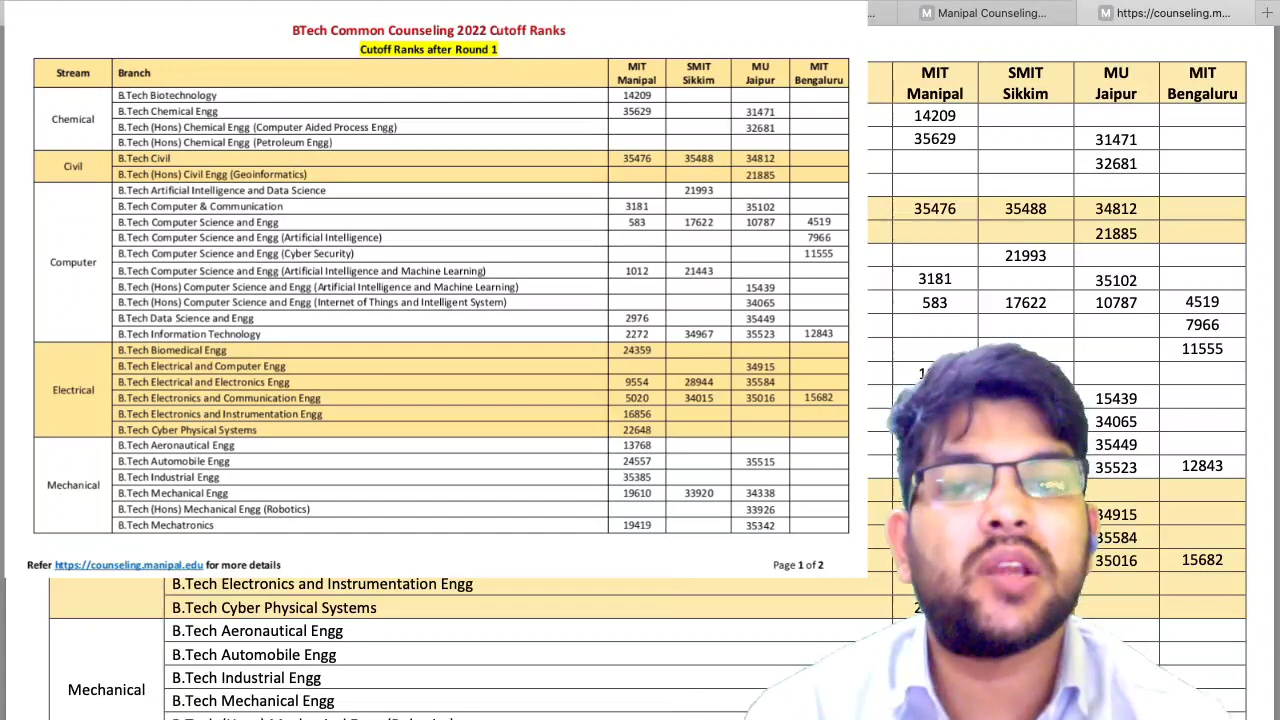 BTech Common Counseling 2022 Cutoff Ranks
Cutoff Ranks after Round 1
Stream Branch MIT Manipal SMIT Sikkim MU Jaipur MIT Bengaluru
Chemical
B.Tech Biotechnology 14209
B.Tech Chemical Engg 35629 31471
B.Tech (Hons) Chemical Engg (Computer Aided Process Engg) 32681
B.Tech (Hons) Chemical Engg (Petroleum Engg)
Civil
B.Tech Civil 35476 35488 34812
B.Tech (Hons) Civil Engg (Geoinformatics) 21885
Computer
B.Tech Artificial Intelligence and Data Science 21993
B.Tech Computer & Communication 3181 35102
B.Tech Computer Science and Engg 583 17622 10787 4519
B.Tech Computer Science and Engg (Artificial Intelligence) 7966
B.Tech Computer Science and Engg (Cyber Security) 11555
B.Tech Computer Science and Engg (Artificial Intelligence and Machine Learning) 1012 21443
B.Tech (Hons) Computer Science and Engg (Artificial Intelligence and Machine Learning) 15439
B.Tech (Hons) Computer Science and Engg (Internet of Things and Intelligent System) 34065
B.Tech Data Science and Engg 2976 35449
B.Tech Information Technology 2272 34967 35523 12843
Electrical
B.Tech Biomedical Engg 24359
B.Tech Electrical and Computer Engg 34915
B.Tech Electrical and Electronics Engg 9554 28944 35584
B.Tech Electronics and Communication Engg 5020 34015 35016 15682
B.Tech Electronics and Instrumentation Engg 16856
B.Tech Cyber Physical Systems 22648
Mechanical
B.Tech Aeronautical Engg 13768
B.Tech Automobile Engg 24557 35515
B.Tech Industrial Engg 35385
B.Tech Mechanical Engg 19610 33920 34338
B.Tech (Hons) Mechanical Engg (Robotics) 33926
B.Tech Mechatronics 19419 35342
Refer https://counseling.manipal.edu for more details Page 1 of 2
Manipal Counseling... https://counseling.m...
MIT Manipal SMIT Sikkim MU Jaipur MIT Bengaluru
14209
35629 31471
32681
35476 35488 34812
21885
21993
3181 35102
583 17622 10787 4519
7966
11555
15439
34065
35449
35523 12843
34915
35584
35016 15682
B.Tech Electronics and Instrumentation Engg
B.Tech Cyber Physical Systems
Mechanical
B.Tech Aeronautical Engg
B.Tech Automobile Engg
B.Tech Industrial Engg
B.Tech Mechanical Engg